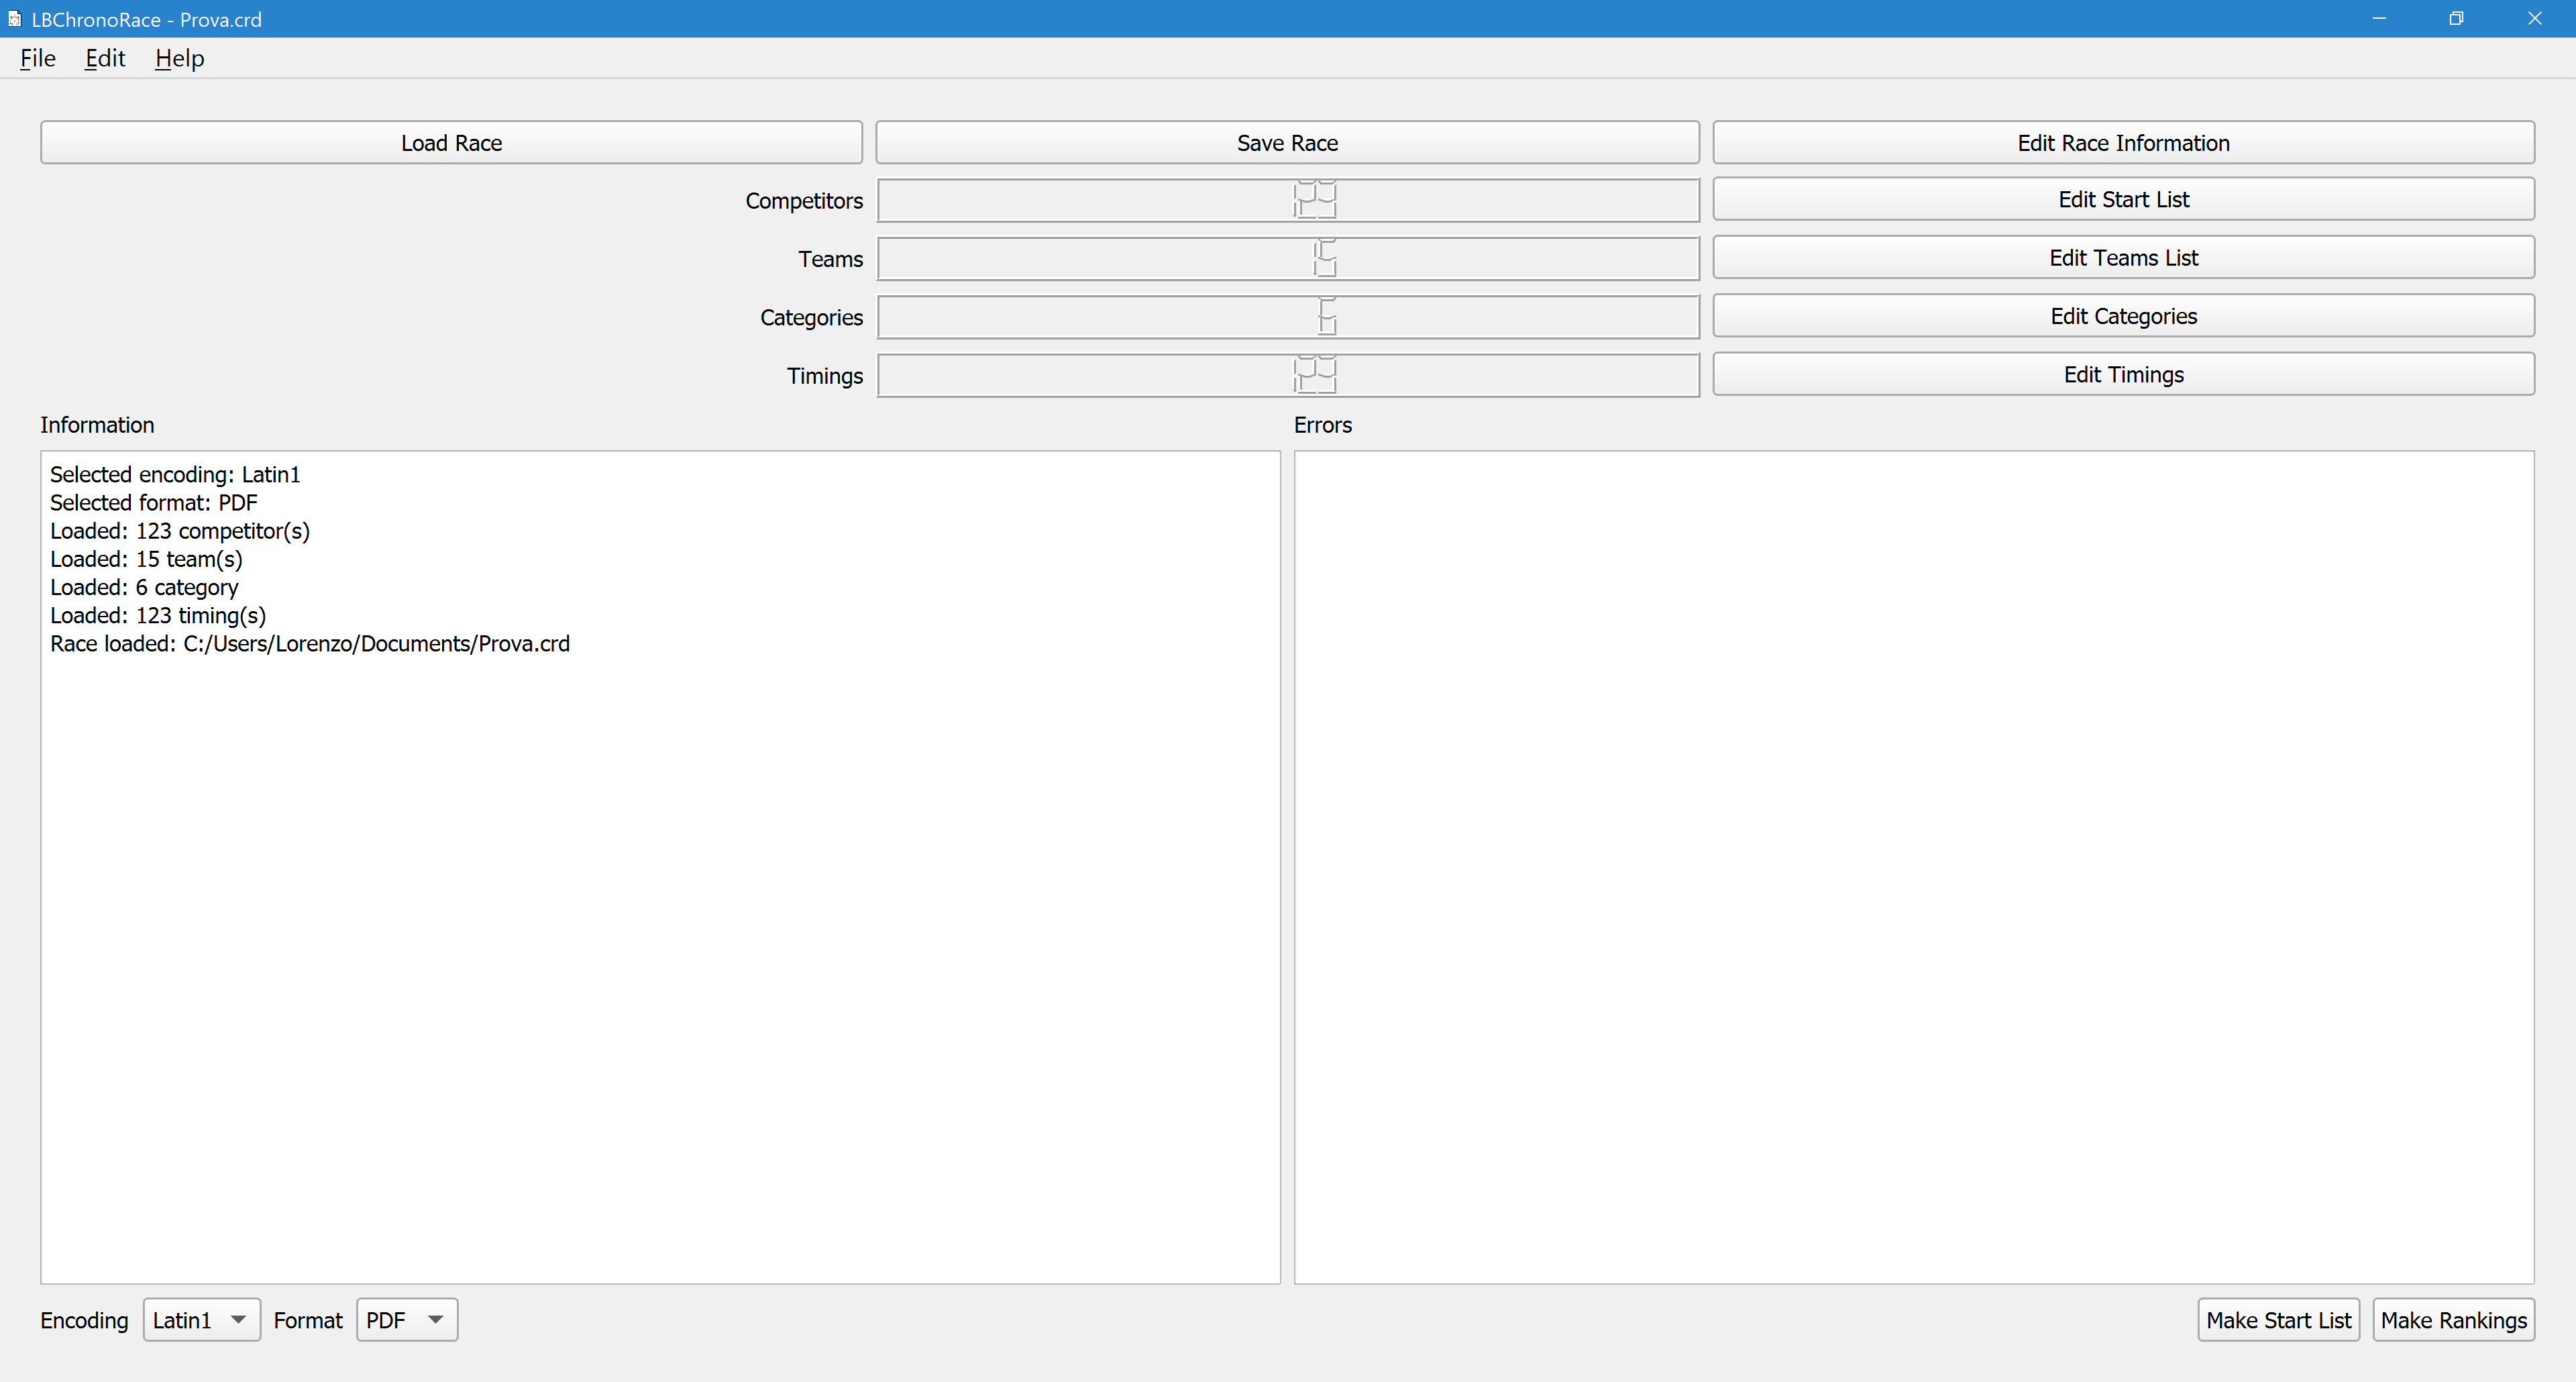 LBChronoRace - Prova.crd
File Edit Help
Load Race Save Race Edit Race Information
Competitors 123 Edit Start List
Teams 15 Edit Teams List
Categories 6 Edit Categories
Timings 123 Edit Timings
Information Errors
Selected encoding: Latin1
Selected format: PDF
Loaded: 123 competitor(s)
Loaded: 15 team(s)
Loaded: 6 category
Loaded: 123 timing(s)
Race loaded: C:/Users/Lorenzo/Documents/Prova.crd
Encoding Latin1 Format PDF Make Start List Make Rankings